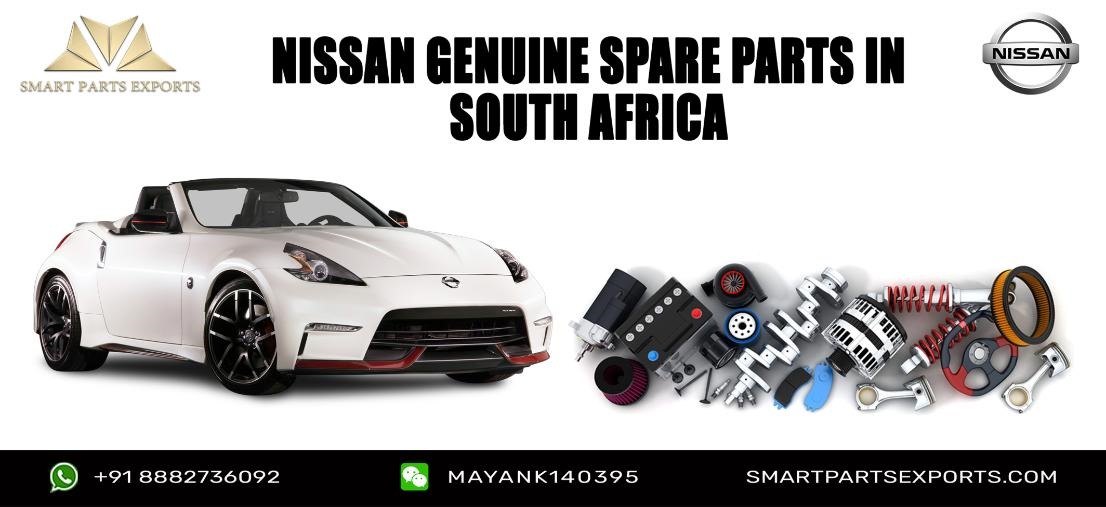 SMART PARTS EXPORTS
NISSAN GENUINE SPARE PARTS IN
SOUTH AFRICA
NISSAN
+91 8882736092
MAYANK140395
SMARTPARTSEXPORTS.COM